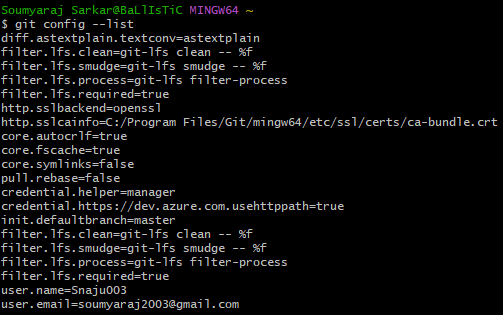 Soumyaraj Sarkar@BaLlIsTiC MINGW64 ~
$ git config --list
diff.astextplain.textconv=astextplain
filter.lfs.clean=git-lfs clean -- %f
filter.lfs.smudge=git-lfs smudge -- %f
filter.lfs.process=git-lfs filter-process
filter.lfs.required=true
http.sslbackend=openssl
http.sslcainfo=C:/Program Files/Git/mingw64/etc/ssl/certs/ca-bundle.crt
core.autocrlf=true
core.fscache=true
core.symlinks=false
pull.rebase=false
credential.helper=manager
credential.https://dev.azure.com.usehttppath=true
init.defaultbranch=master
filter.lfs.clean=git-lfs clean -- %f
filter.lfs.smudge=git-lfs smudge -- %f
filter.lfs.process=git-lfs filter-process
filter.lfs.required=true
user.name=Snaju003
user.email=soumyaraj2003@gmail.com